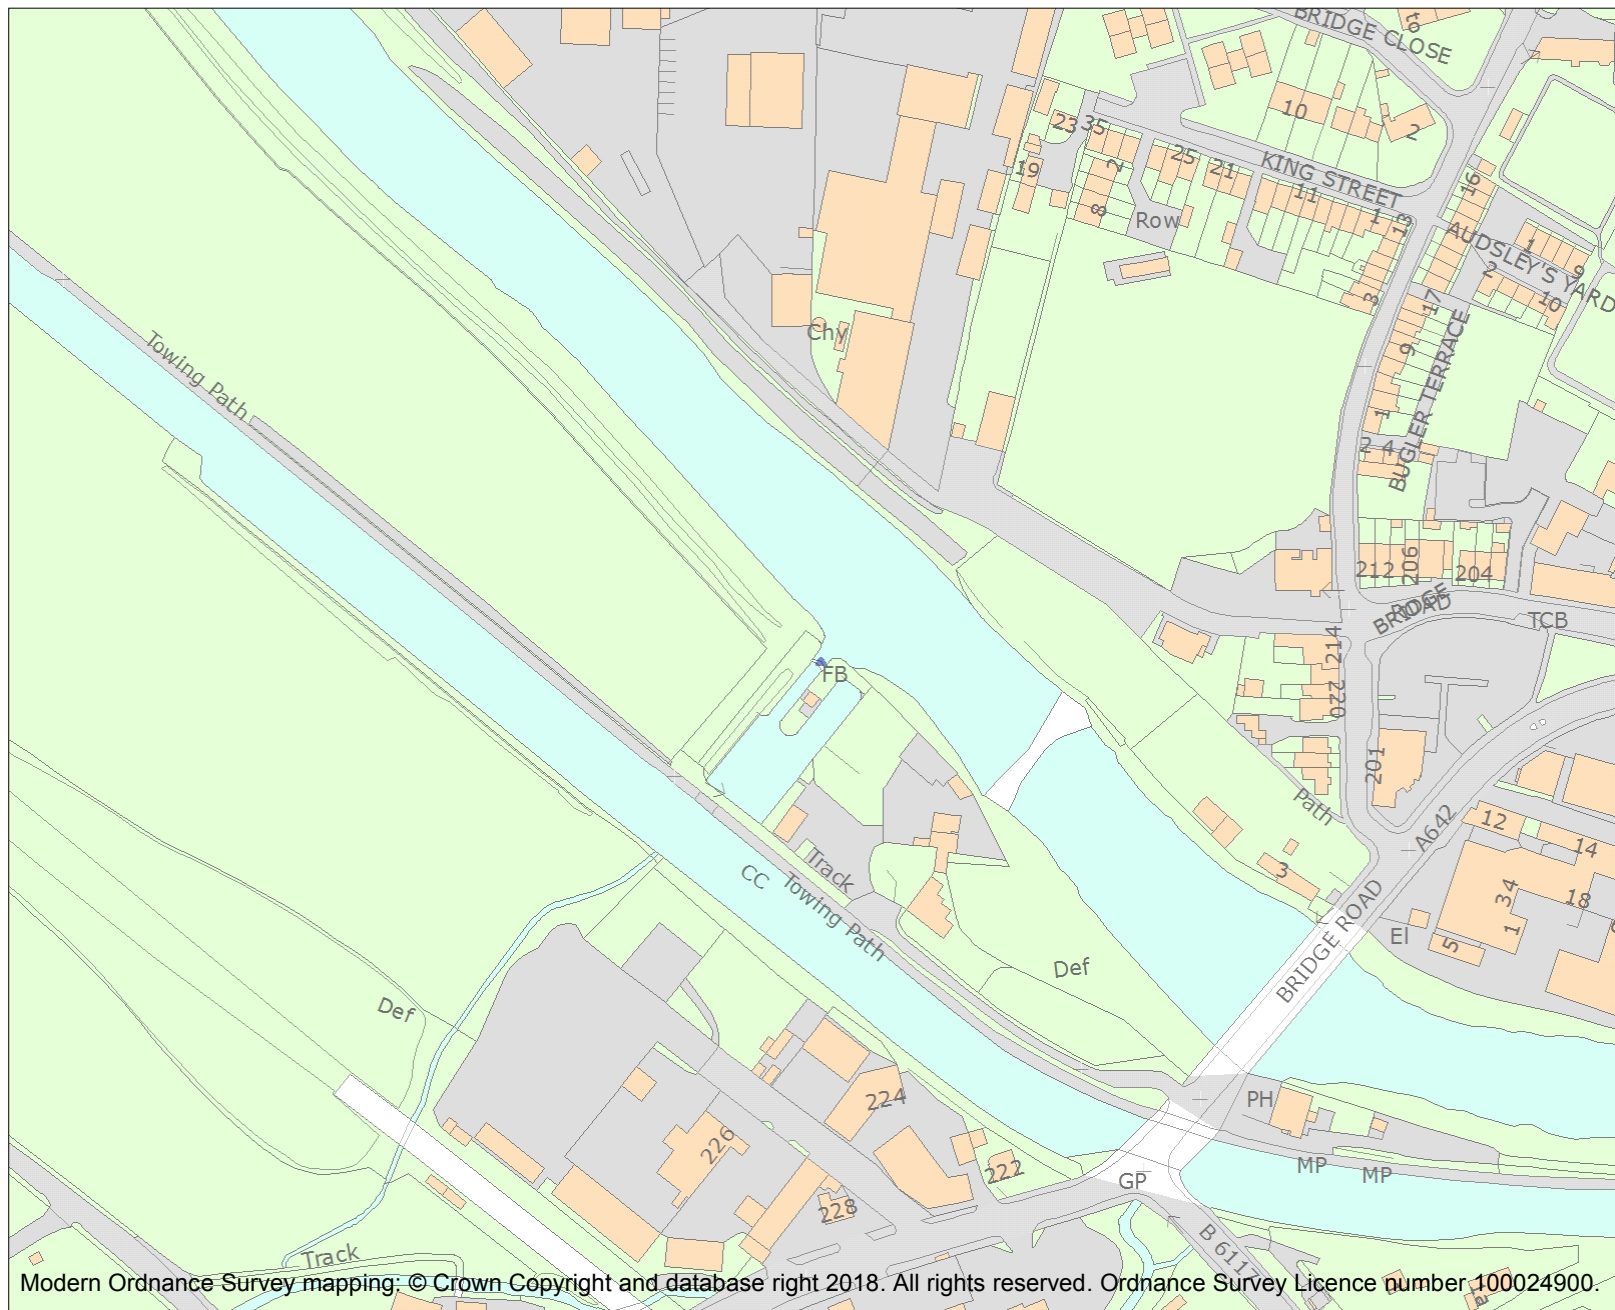 BRIDGE CLOSE
10
2
23
35
25
21
KING STREET
19
2
8
Row
11
1
13
16
AUDSLEY'S YARD
1
9
2
10
Chy
3
17
9
BUGLER TERRACE
1
2 4
Towing Path
212
206
204
BRIDGE
ROAD
TCB
214
220
FB
201
Path
A642
12
14
3
34
18
1
5
El
BRIDGE ROAD
CC
Towing Path
Track
Def
Def
224
226
222
228
PH
MP
MP
GP
B 6117
Track
Modern Ordnance Survey mapping: © Crown Copyright and database right 2018. All rights reserved. Ordnance Survey Licence number 100024900.